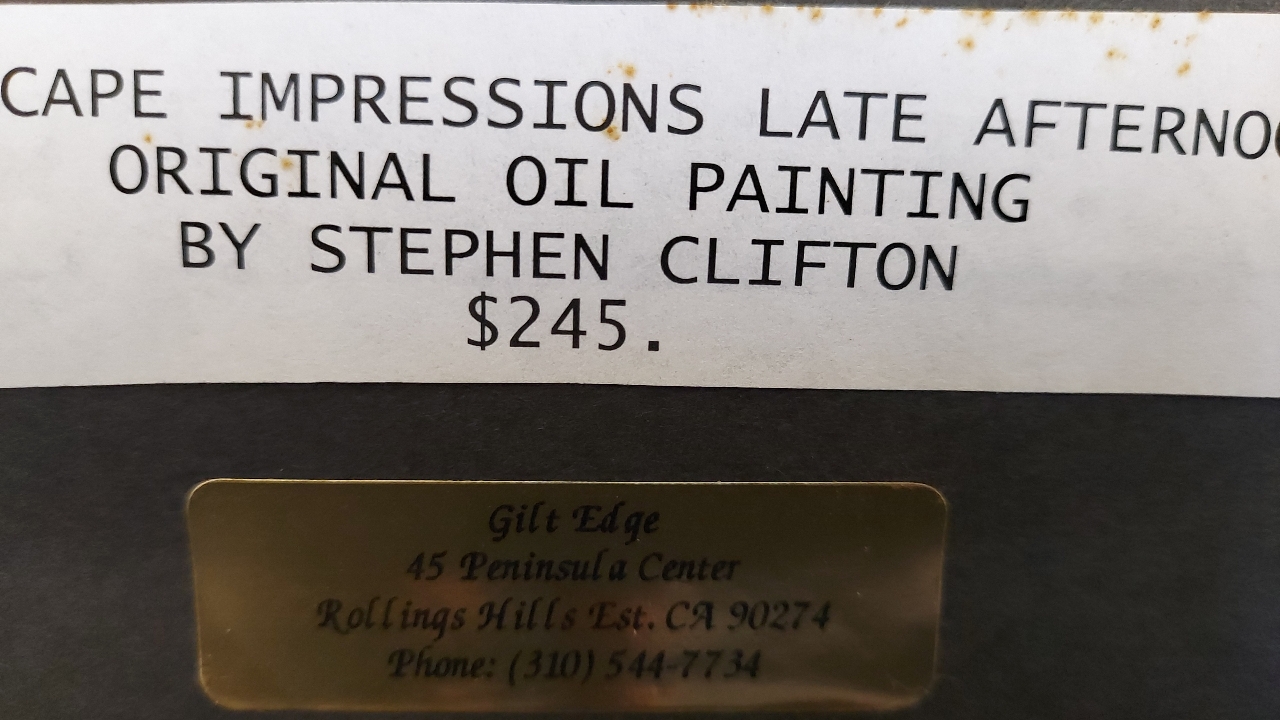 CAPE IMPRESSIONS LATE AFTERNOO
ORIGINAL OIL PAINTING
BY STEPHEN CLIFTON
$245.
Gilt Edge
45 Peninsula Center
Rollings Hills Est. CA 90274
Phone: (310) 544-7734